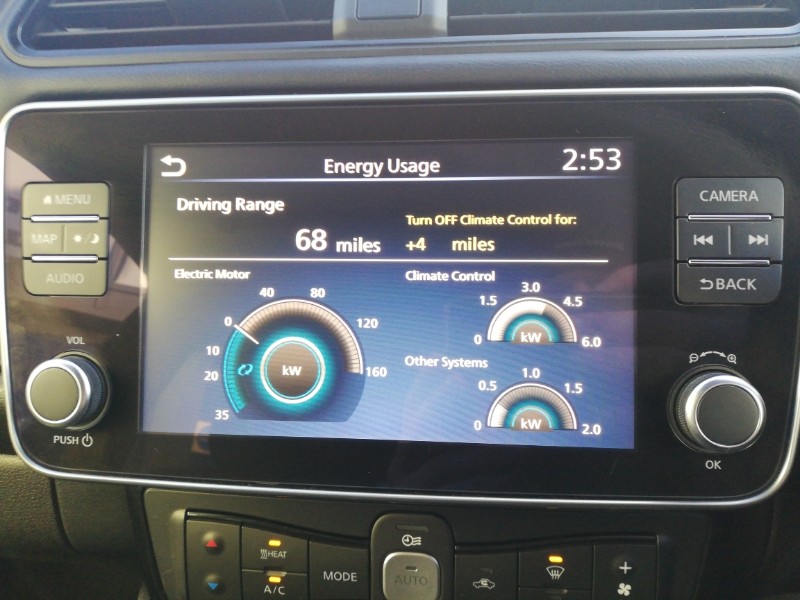 Energy Usage 2:53
MENU
CAMERA
Driving Range
Turn OFF Climate Control for:
68 miles +4 miles
MAP
AUDIO
BACK
Electric Motor
0 40 80 120 160
10
20
35
kW
Climate Control
0 1.5 3.0 4.5 6.0
kW
Other Systems
0 0.5 1.0 1.5 2.0
kW
VOL
PUSH
OK
HEAT
A/C
MODE
AUTO
+